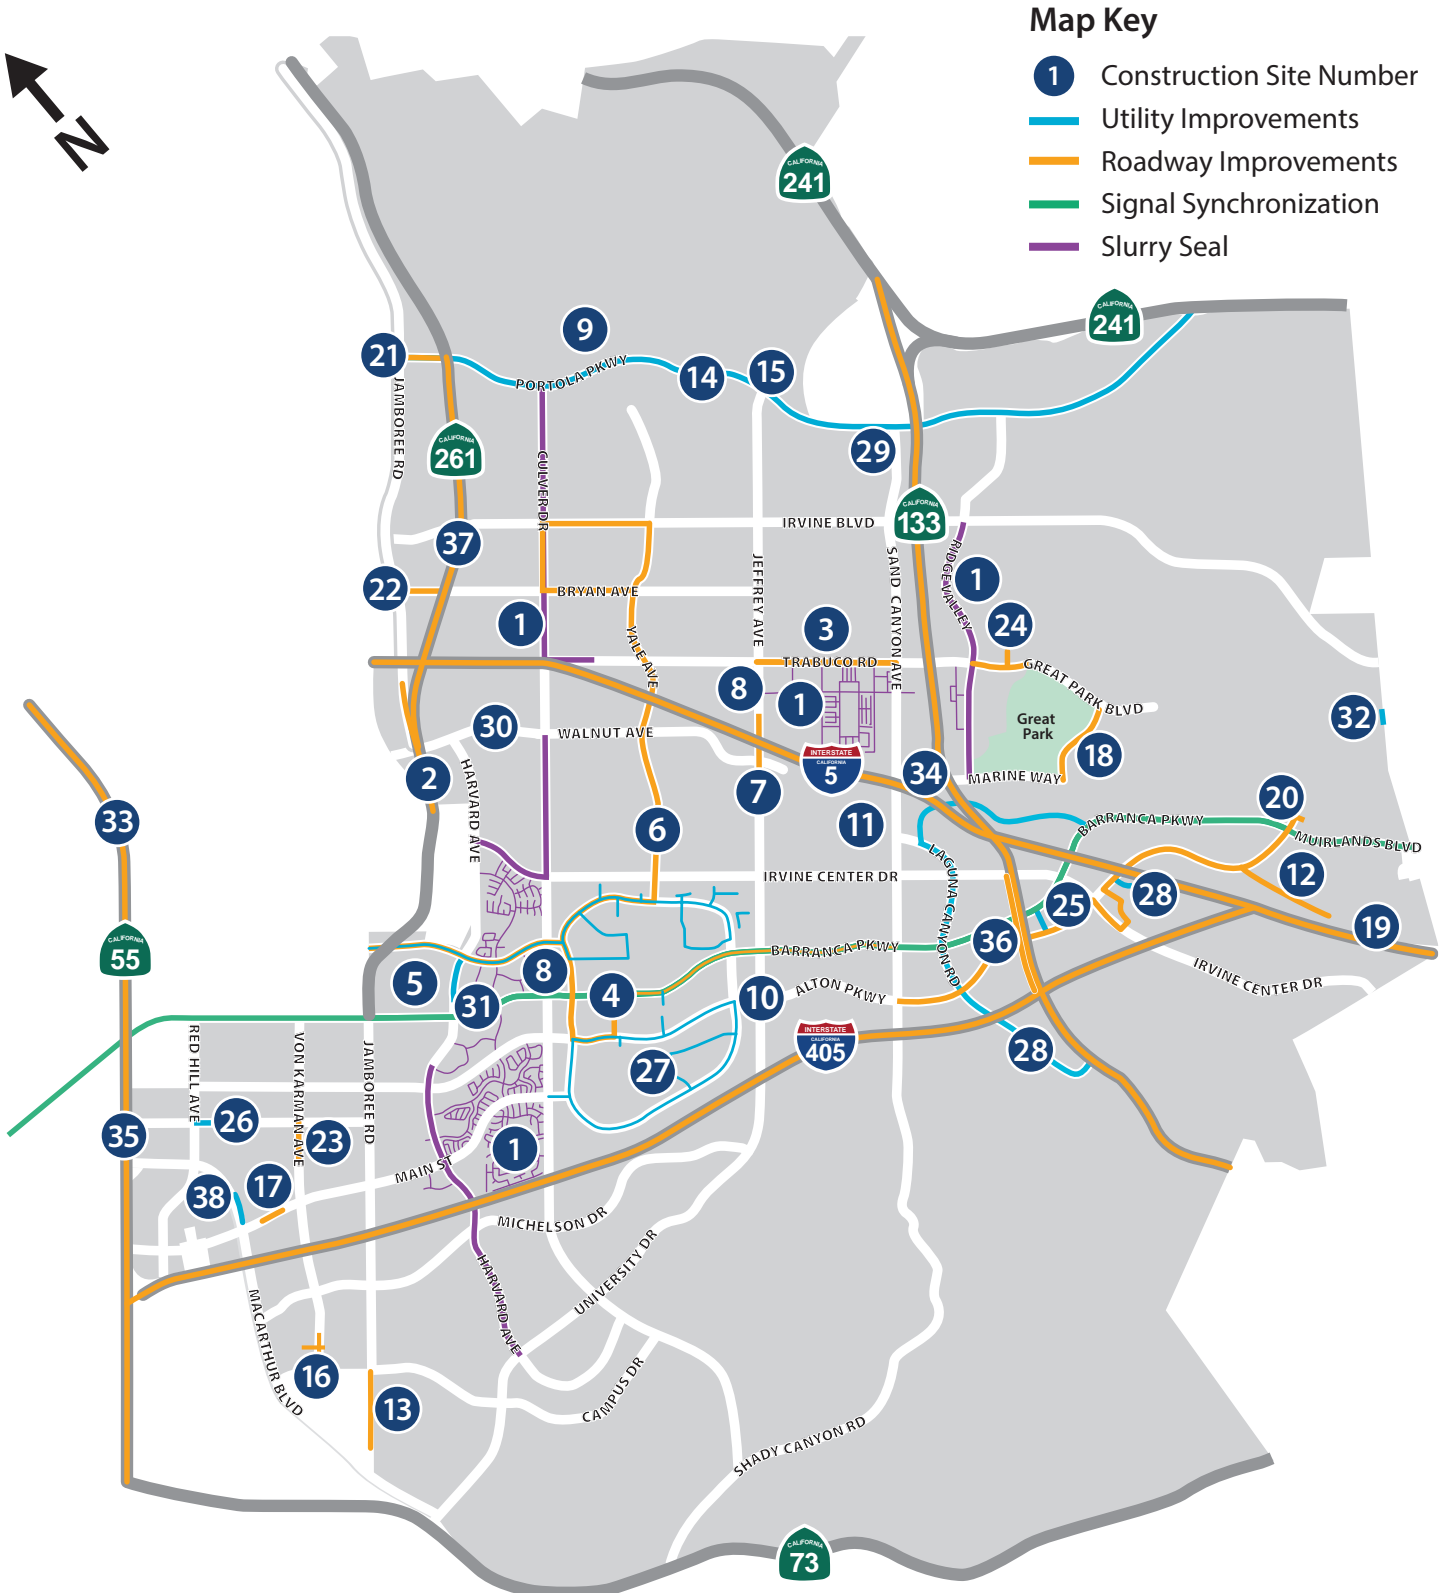 Map Key
1 Construction Site Number
Utility Improvements
Roadway Improvements
Signal Synchronization
Slurry Seal
N
CALIFORNIA
241
CALIFORNIA
241
9
21
PORTOLA PKWY
14
15
JAMBOREE RD
CALIFORNIA
261
CULVER DR
29
CALIFORNIA
133
IRVINE BLVD
37
JEFFREY AVE
SAND CANYON AVE
RIDGE VALLEY
1
22
BRYAN AVE
1
YALE AVE
3
24
TRABUCO RD
GREAT PARK BLVD
8
1
Great
Park
32
30
WALNUT AVE
18
INTERSTATE
CALIFORNIA
5
34
MARINE WAY
2
HARVARD AVE
7
20
33
6
11
BARRANCA PKWY
MUIRLANDS BLVD
LAGUNA CANYON RD
IRVINE CENTER DR
12
28
25
19
CALIFORNIA
55
36
BARRANCA PKWY
5
8
31
4
10
ALTON PKWY
IRVINE CENTER DR
INTERSTATE
CALIFORNIA
405
28
RED HILL AVE
VON KARMAN AVE
JAMBOREE RD
27
26
35
23
1
MAIN ST
38
17
MICHELSON DR
UNIVERSITY DR
HARVARD AVE
MACARTHUR BLVD
16
CAMPUS DR
13
SHADY CANYON RD
CALIFORNIA
73